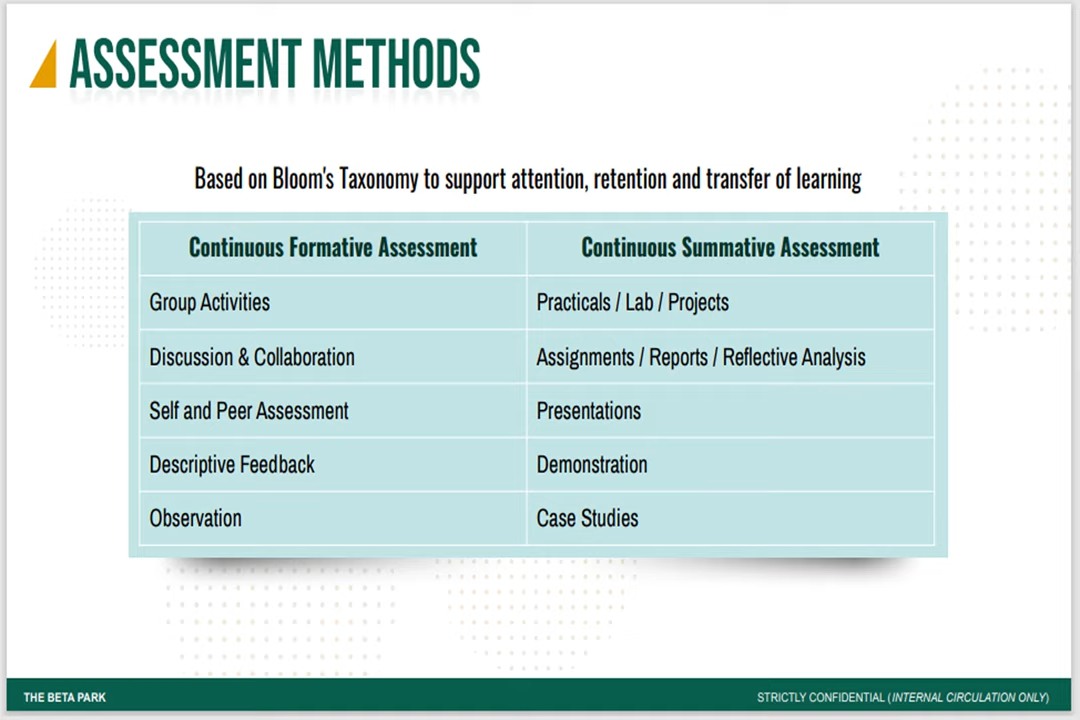 ASSESSMENT METHODS
Based on Bloom's Taxonomy to support attention, retention and transfer of learning
Continuous Formative Assessment
Continuous Summative Assessment
Group Activities
Practicals / Lab / Projects
Discussion & Collaboration
Assignments / Reports / Reflective Analysis
Self and Peer Assessment
Presentations
Descriptive Feedback
Demonstration
Observation
Case Studies
THE BETA PARK
STRICTLY CONFIDENTIAL (INTERNAL CIRCULATION ONLY)